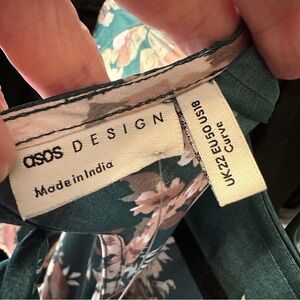 asos DESIGN
Made in India
UK22 EU50 US18
Curve